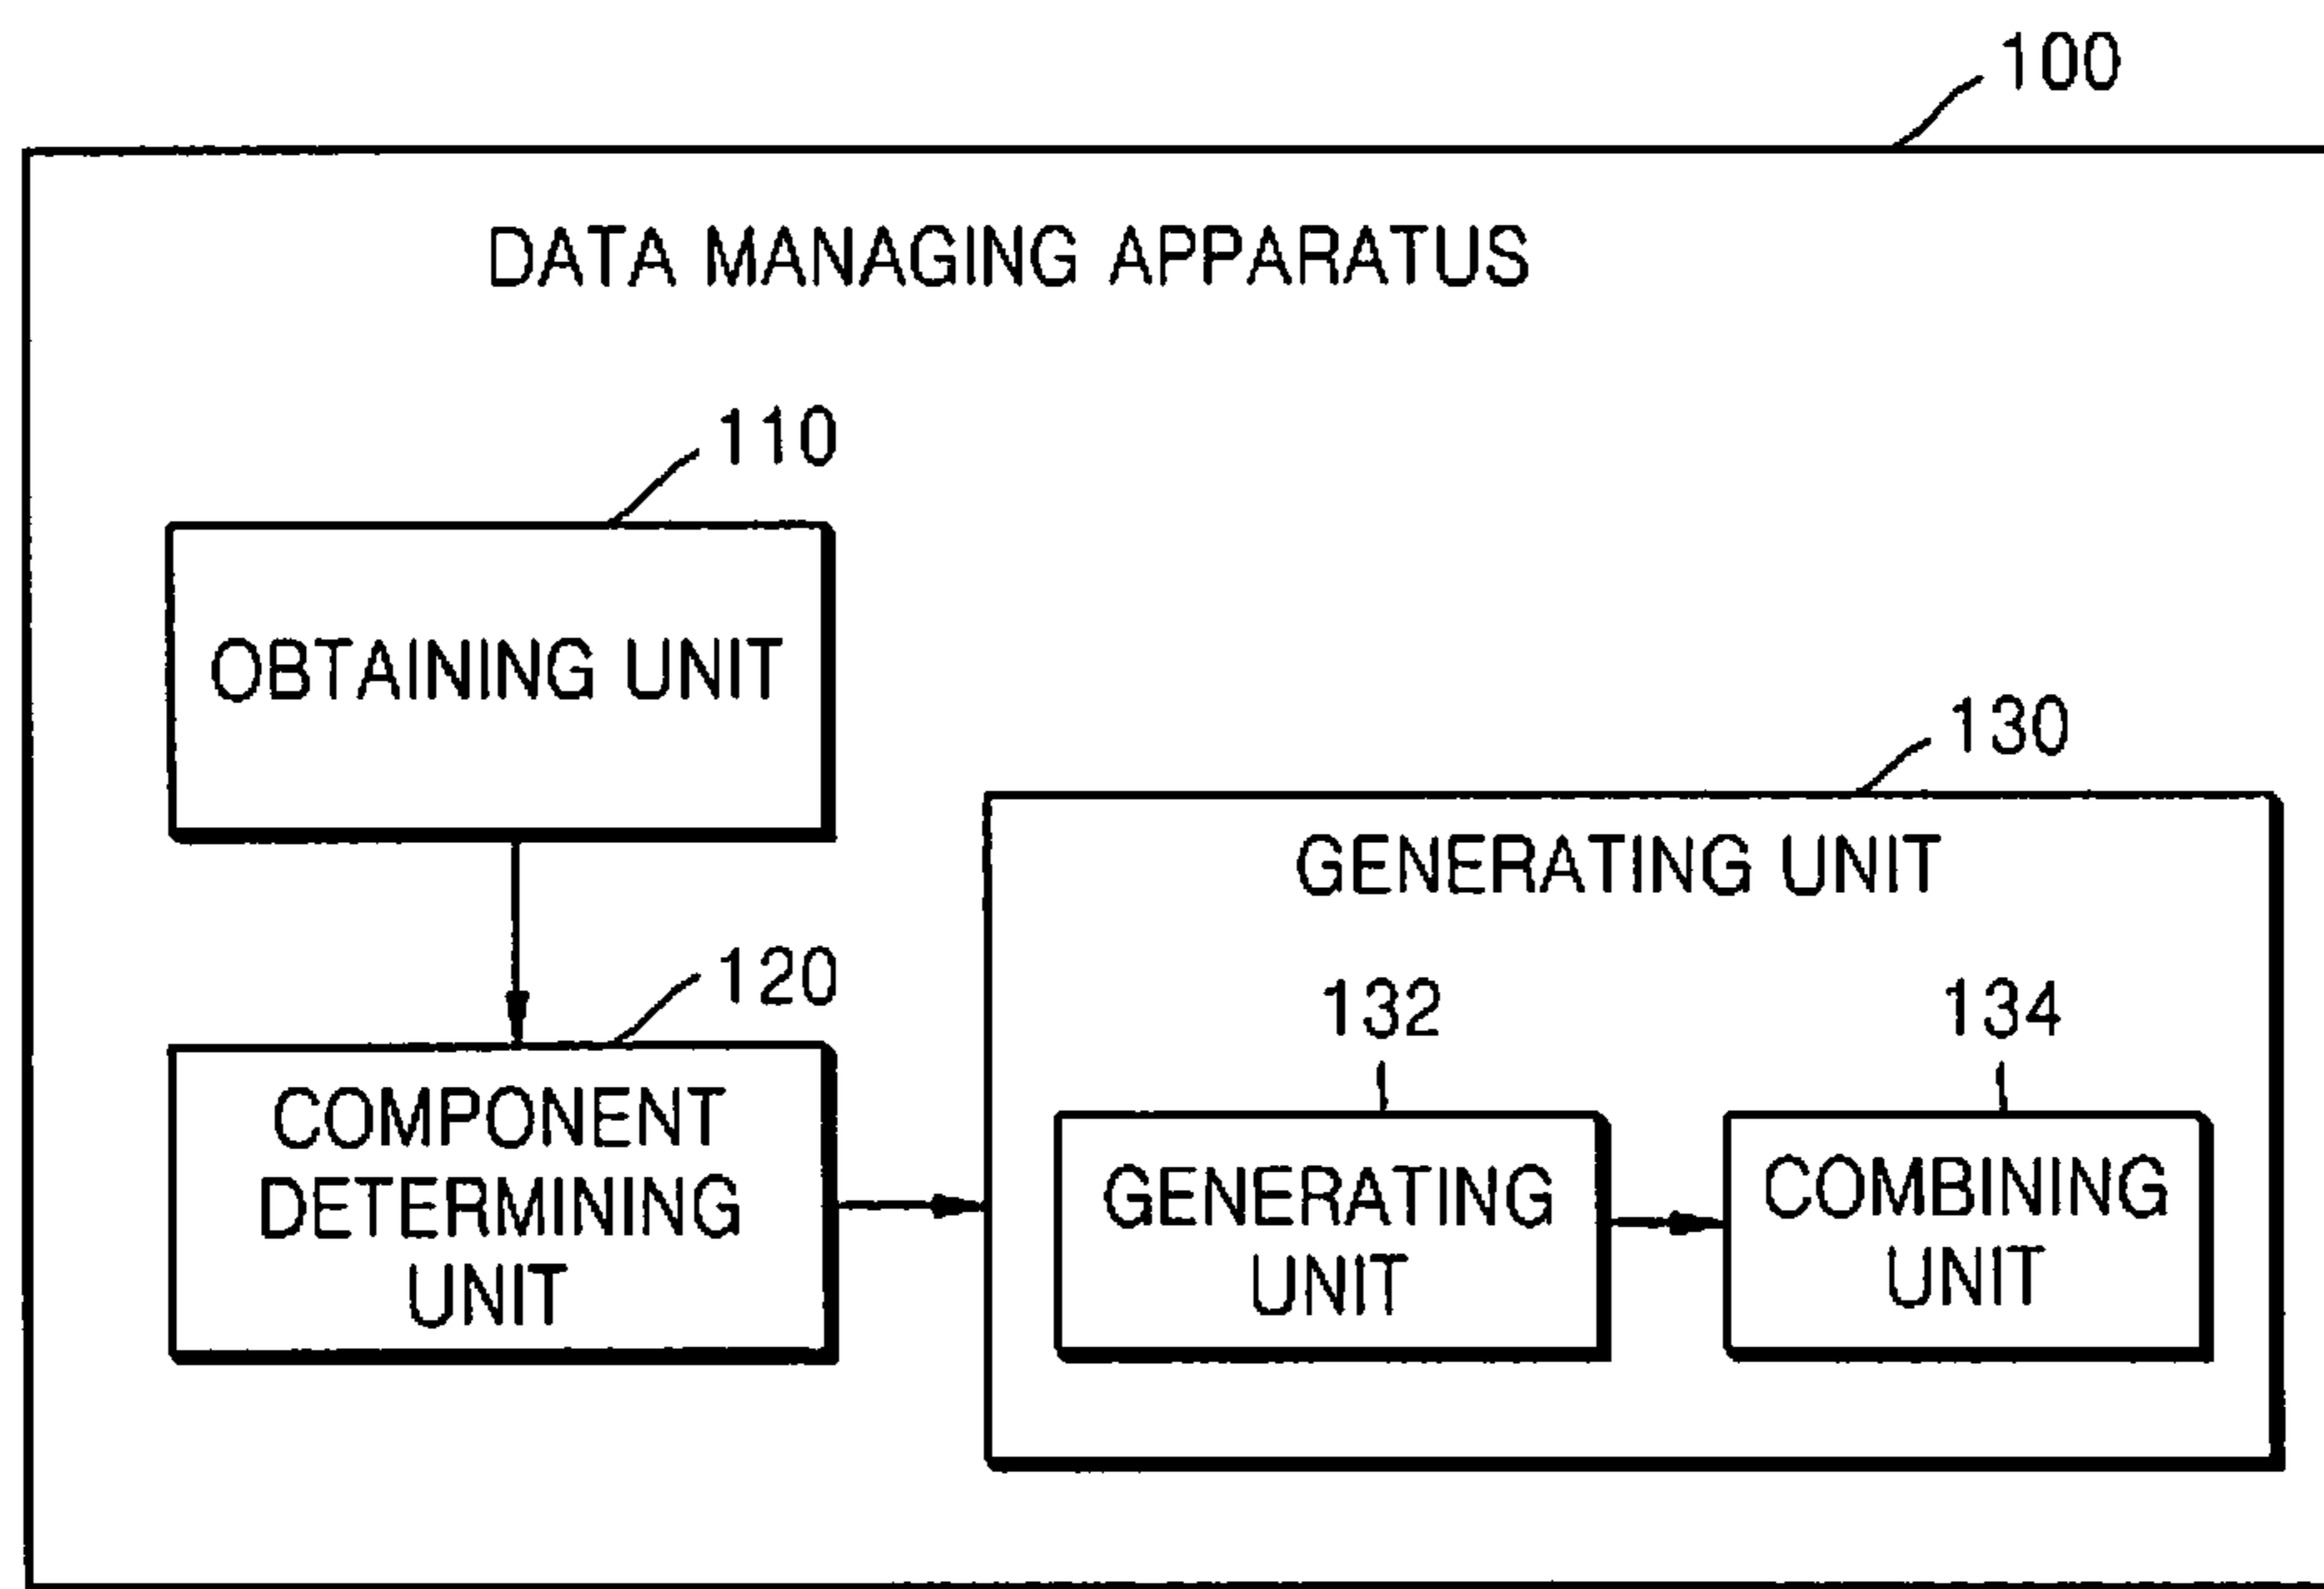 100
DATA MANAGING APPARATUS
110
OBTAINING UNIT
120
COMPONENT
DETERMINING
UNIT
130
GENERATING UNIT
132
GENERATING
UNIT
134
COMBINING
UNIT